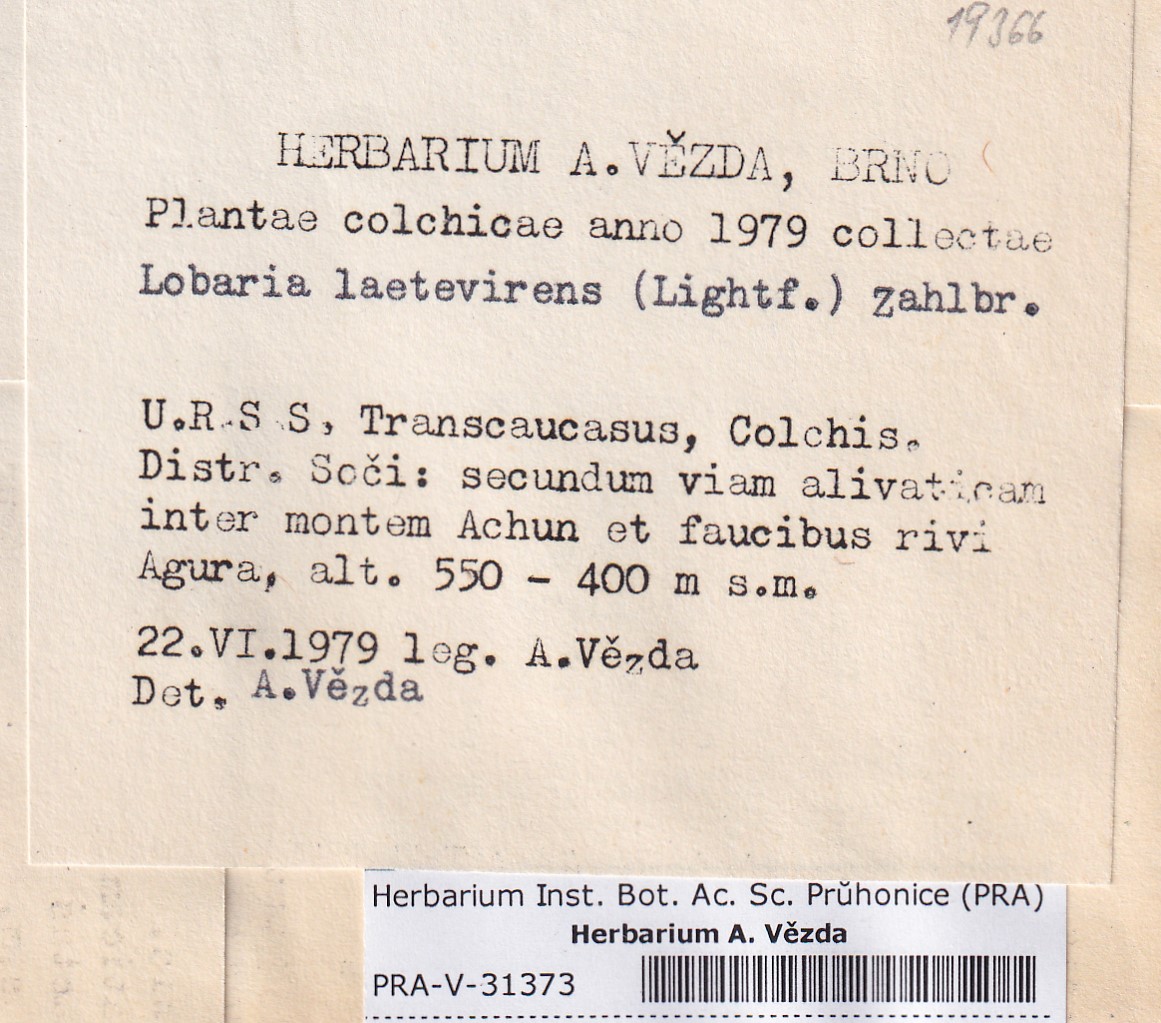 19366
HERBARIUM A.VĚZDA, BRNO
Plantae colchicae anno 1979 collectae
Lobaria laetevirens (Lightf.) Zahlbr.
U.R.S S, Transcaucasus, Colchis.
Distr. Soči: secundum viam alivaticam
inter montem Achun et faucibus rivi
Agura, alt. 550 - 400 m s.m.
22.VI.1979 leg. A.Vězda
Det. A.Vězda
Herbarium Inst. Bot. Ac. Sc. Průhonice (PRA)
Herbarium A. Vězda
PRA-V-31373